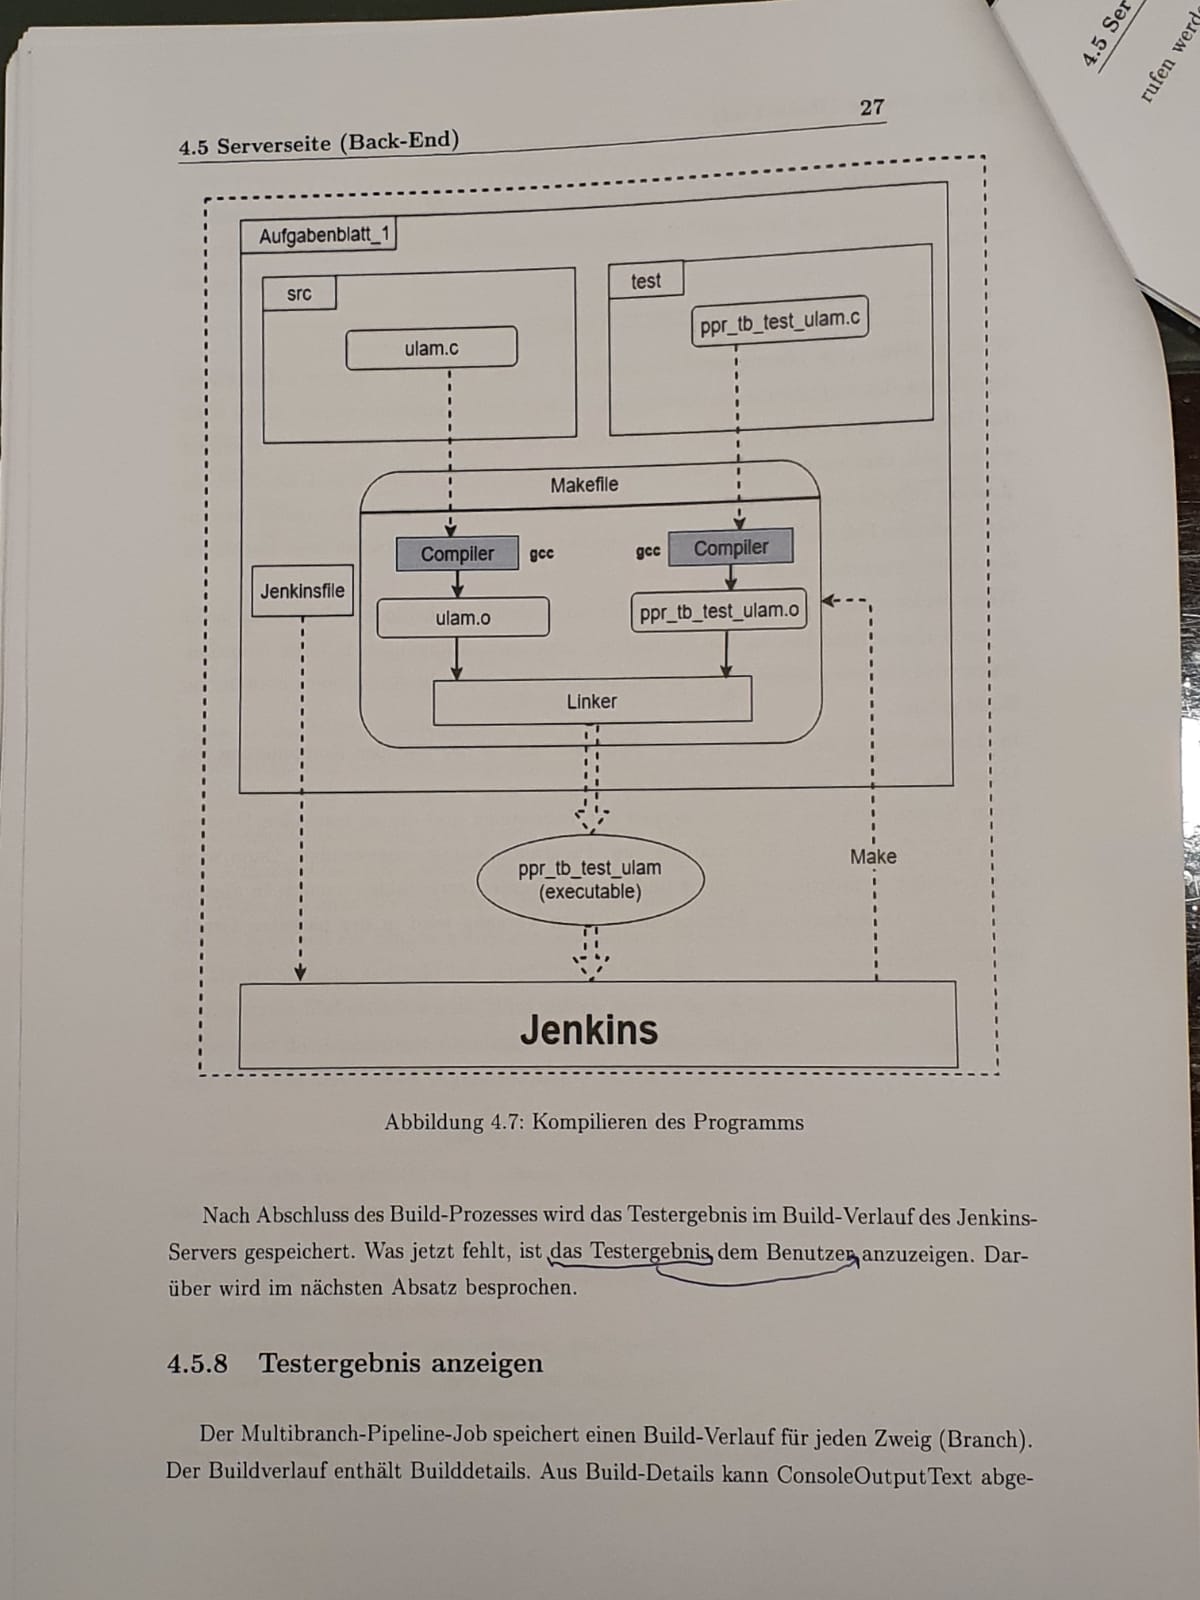 4.5 Serverseite (Back-End)
27
Aufgabenblatt_1
src
test
ulam.c
ppr_tb_test_ulam.c
Makefile
Compiler
gcc
gcc
Compiler
Jenkinsfile
ulam.o
ppr_tb_test_ulam.o
Linker
ppr_tb_test_ulam
(executable)
Make
Jenkins
Abbildung 4.7: Kompilieren des Programms
Nach Abschluss des Build-Prozesses wird das Testergebnis im Build-Verlauf des Jenkins-
Servers gespeichert. Was jetzt fehlt, ist das Testergebnis dem Benutzer anzuzeigen. Dar-
über wird im nächsten Absatz besprochen.
4.5.8 Testergebnis anzeigen
Der Multibranch-Pipeline-Job speichert einen Build-Verlauf für jeden Zweig (Branch).
Der Buildverlauf enthält Builddetails. Aus Build-Details kann ConsoleOutputText abge-
4.5 Ser
rufen werd